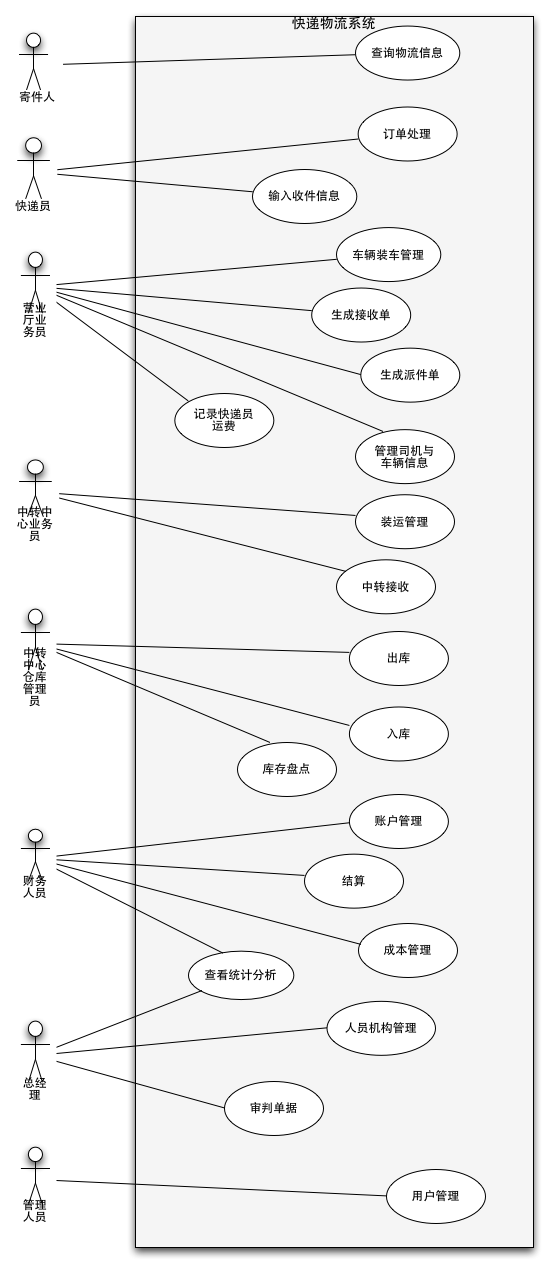 快递物流系统
寄件人
查询物流信息
快递员
订单处理
输入收件信息
营业
厅业
务员
车辆装车管理
生成接收单
生成派件单
记录快递员
运费
管理司机与
车辆信息
中转中
心业务
员
装运管理
中转接收
中转
中心
仓库
管理
员
出库
入库
库存盘点
财务
人员
账户管理
结算
成本管理
查看统计分析
总经
理
人员机构管理
审判单据
管理
人员
用户管理